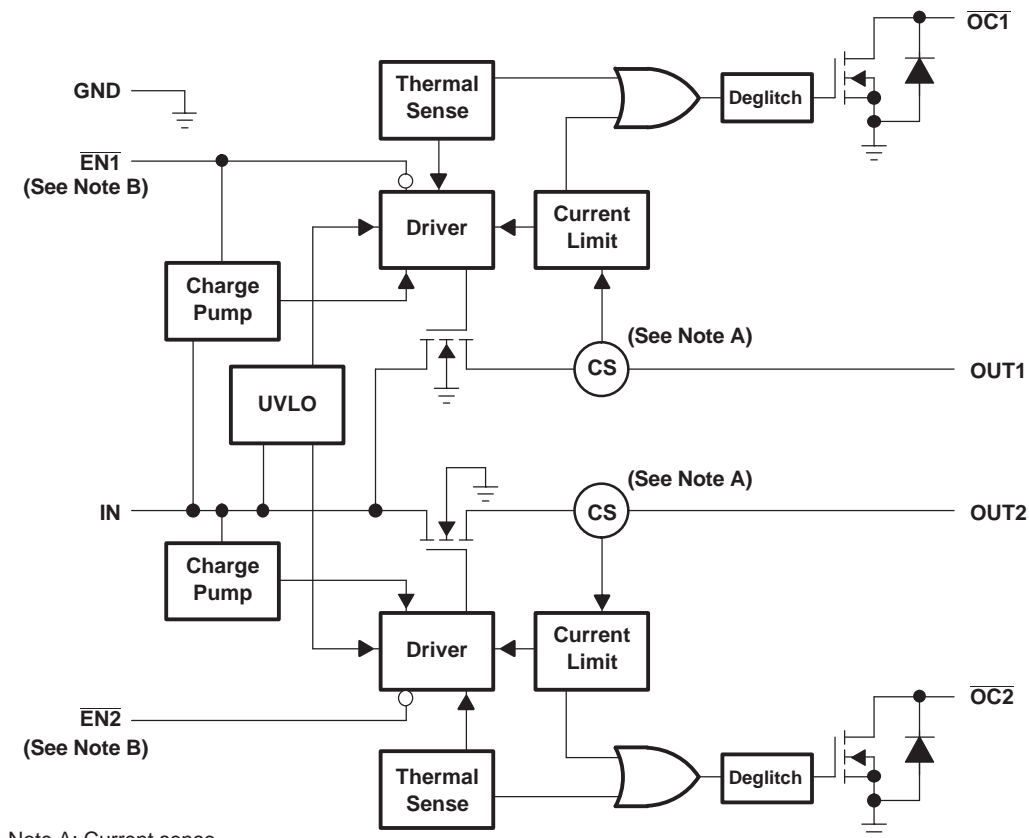 OC1
Thermal
Sense
Deglitch
GND
EN1
(See Note B)
Driver
Current
Limit
Charge
Pump
(See Note A)
CS
OUT1
UVLO
(See Note A)
IN
CS
OUT2
Charge
Pump
Driver
Current
Limit
EN2
(See Note B)
OC2
Thermal
Sense
Deglitch
Note A: Current sense